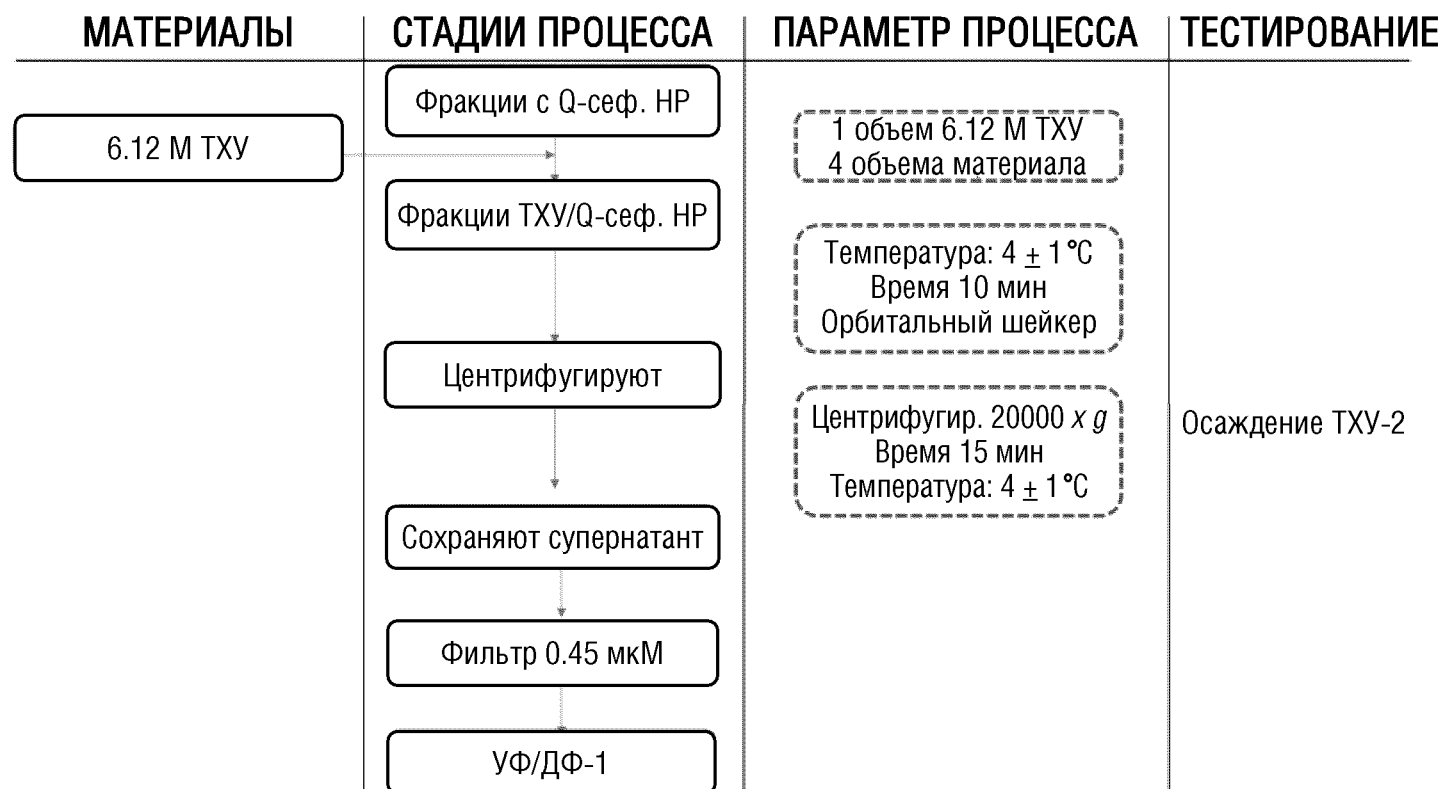 МАТЕРИАЛЫ
СТАДИИ ПРОЦЕССА
ПАРАМЕТР ПРОЦЕССА
ТЕСТИРОВАНИЕ
Фракции с Q-сеф. НР
6.12 М ТХУ
1 объем 6.12 М ТХУ
4 объема материала
Фракции ТХУ/Q-сеф. НР
Температура: 4 ± 1°С
Время 10 мин
Орбитальный шейкер
Центрифугируют
Центрифугир. 20000 x g
Время 15 мин
Температура: 4 ± 1°С
Осаждение ТХУ-2
Сохраняют супернатант
Фильтр 0.45 мкМ
УФ/ДФ-1